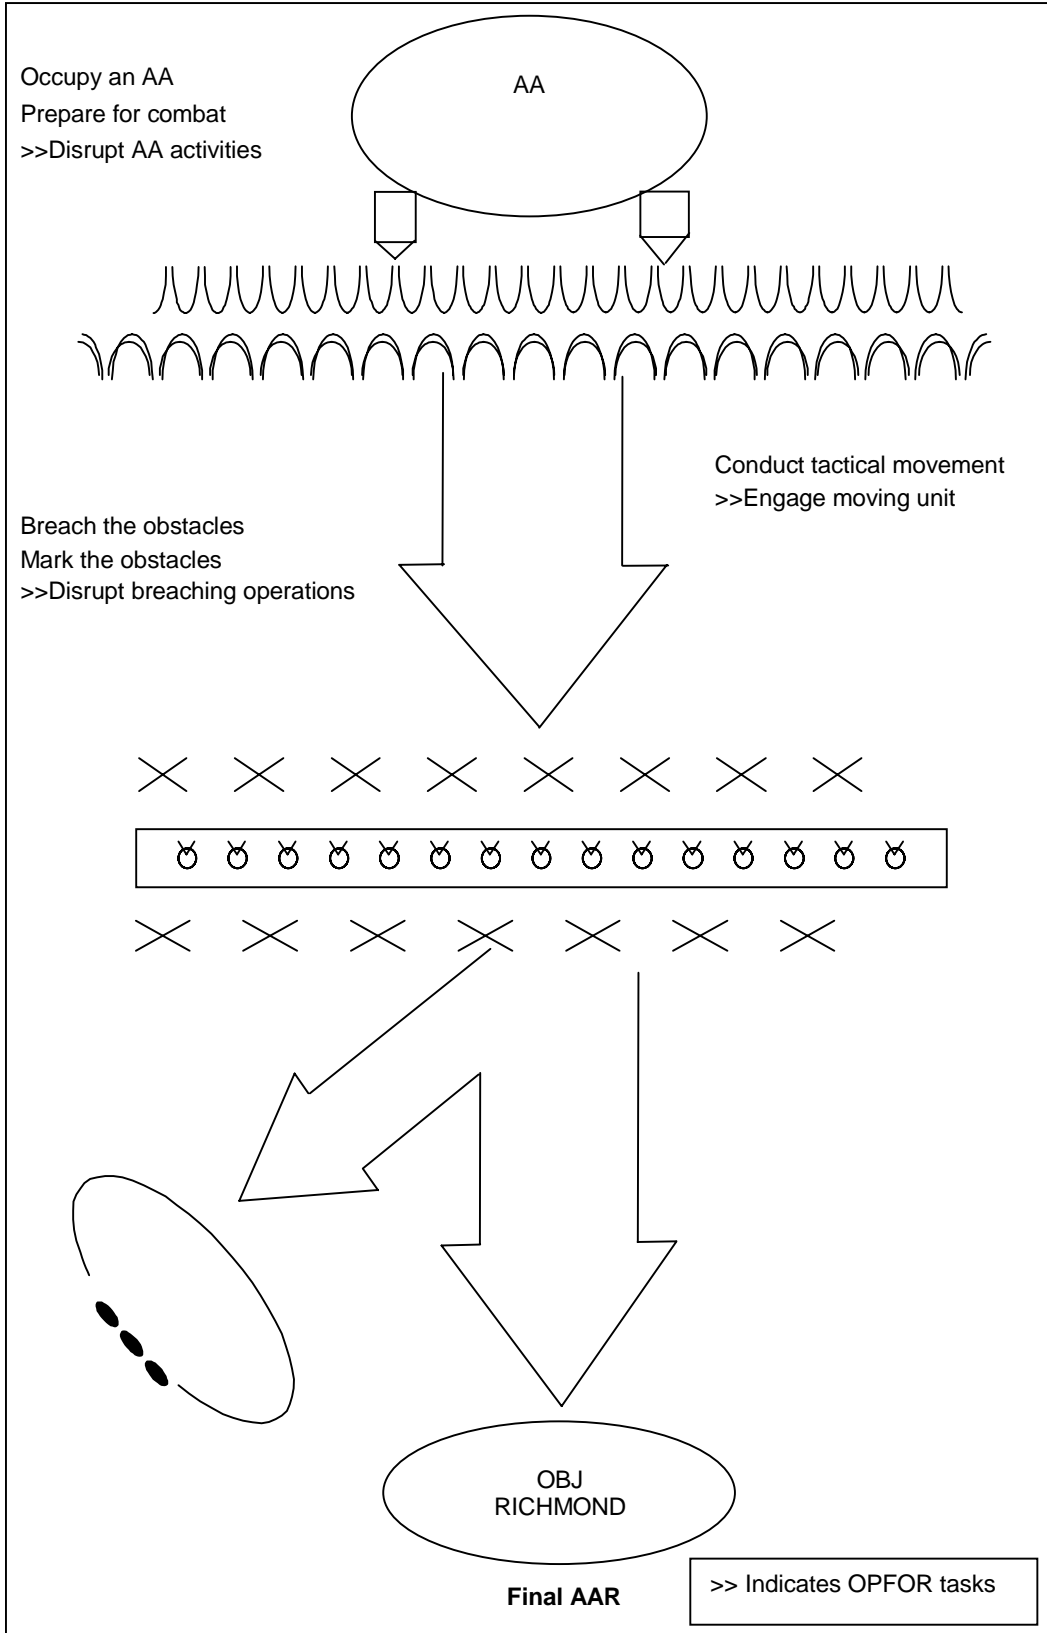 AA
Occupy an AA
Prepare for combat
>>Disrupt AA activities
Conduct tactical movement
>>Engage moving unit
Breach the obstacles
Mark the obstacles
>>Disrupt breaching operations
OBJ
RICHMOND
Final AAR
>> Indicates OPFOR tasks